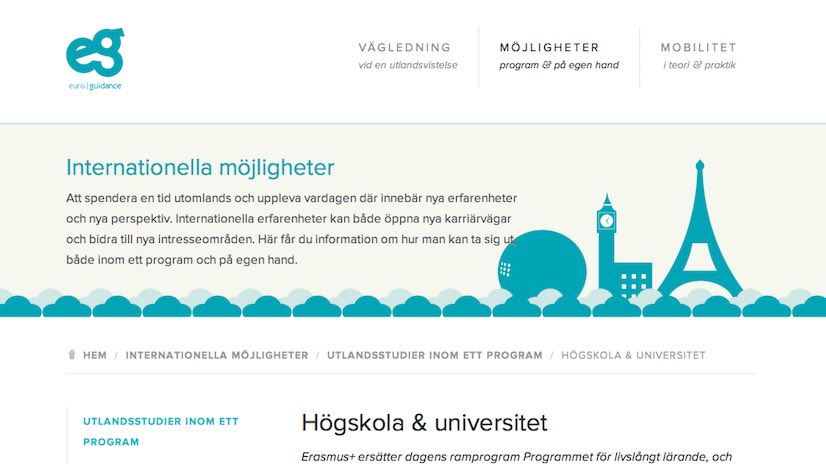 eg
euro|guidance
VÄGLEDNING
vid en utlandsvistelse
MÖJLIGHETER
program & på egen hand
MOBILITET
i teori & praktik
Internationella möjligheter
Att spendera en tid utomlands och uppleva vardagen där innebär nya erfarenheter
och nya perspektiv. Internationella erfarenheter kan både öppna nya karriärvägar
och bidra till nya intresseområden. Här får du information om hur man kan ta sig ut,
både inom ett program och på egen hand.
HEM / INTERNATIONELLA MÖJLIGHETER / UTLANDSSTUDIER INOM ETT PROGRAM / HÖGSKOLA & UNIVERSITET
UTLANDSSTUDIER INOM ETT
PROGRAM
Högskola & universitet
Erasmus+ ersätter dagens ramprogram Programmet för livslångt lärande, och